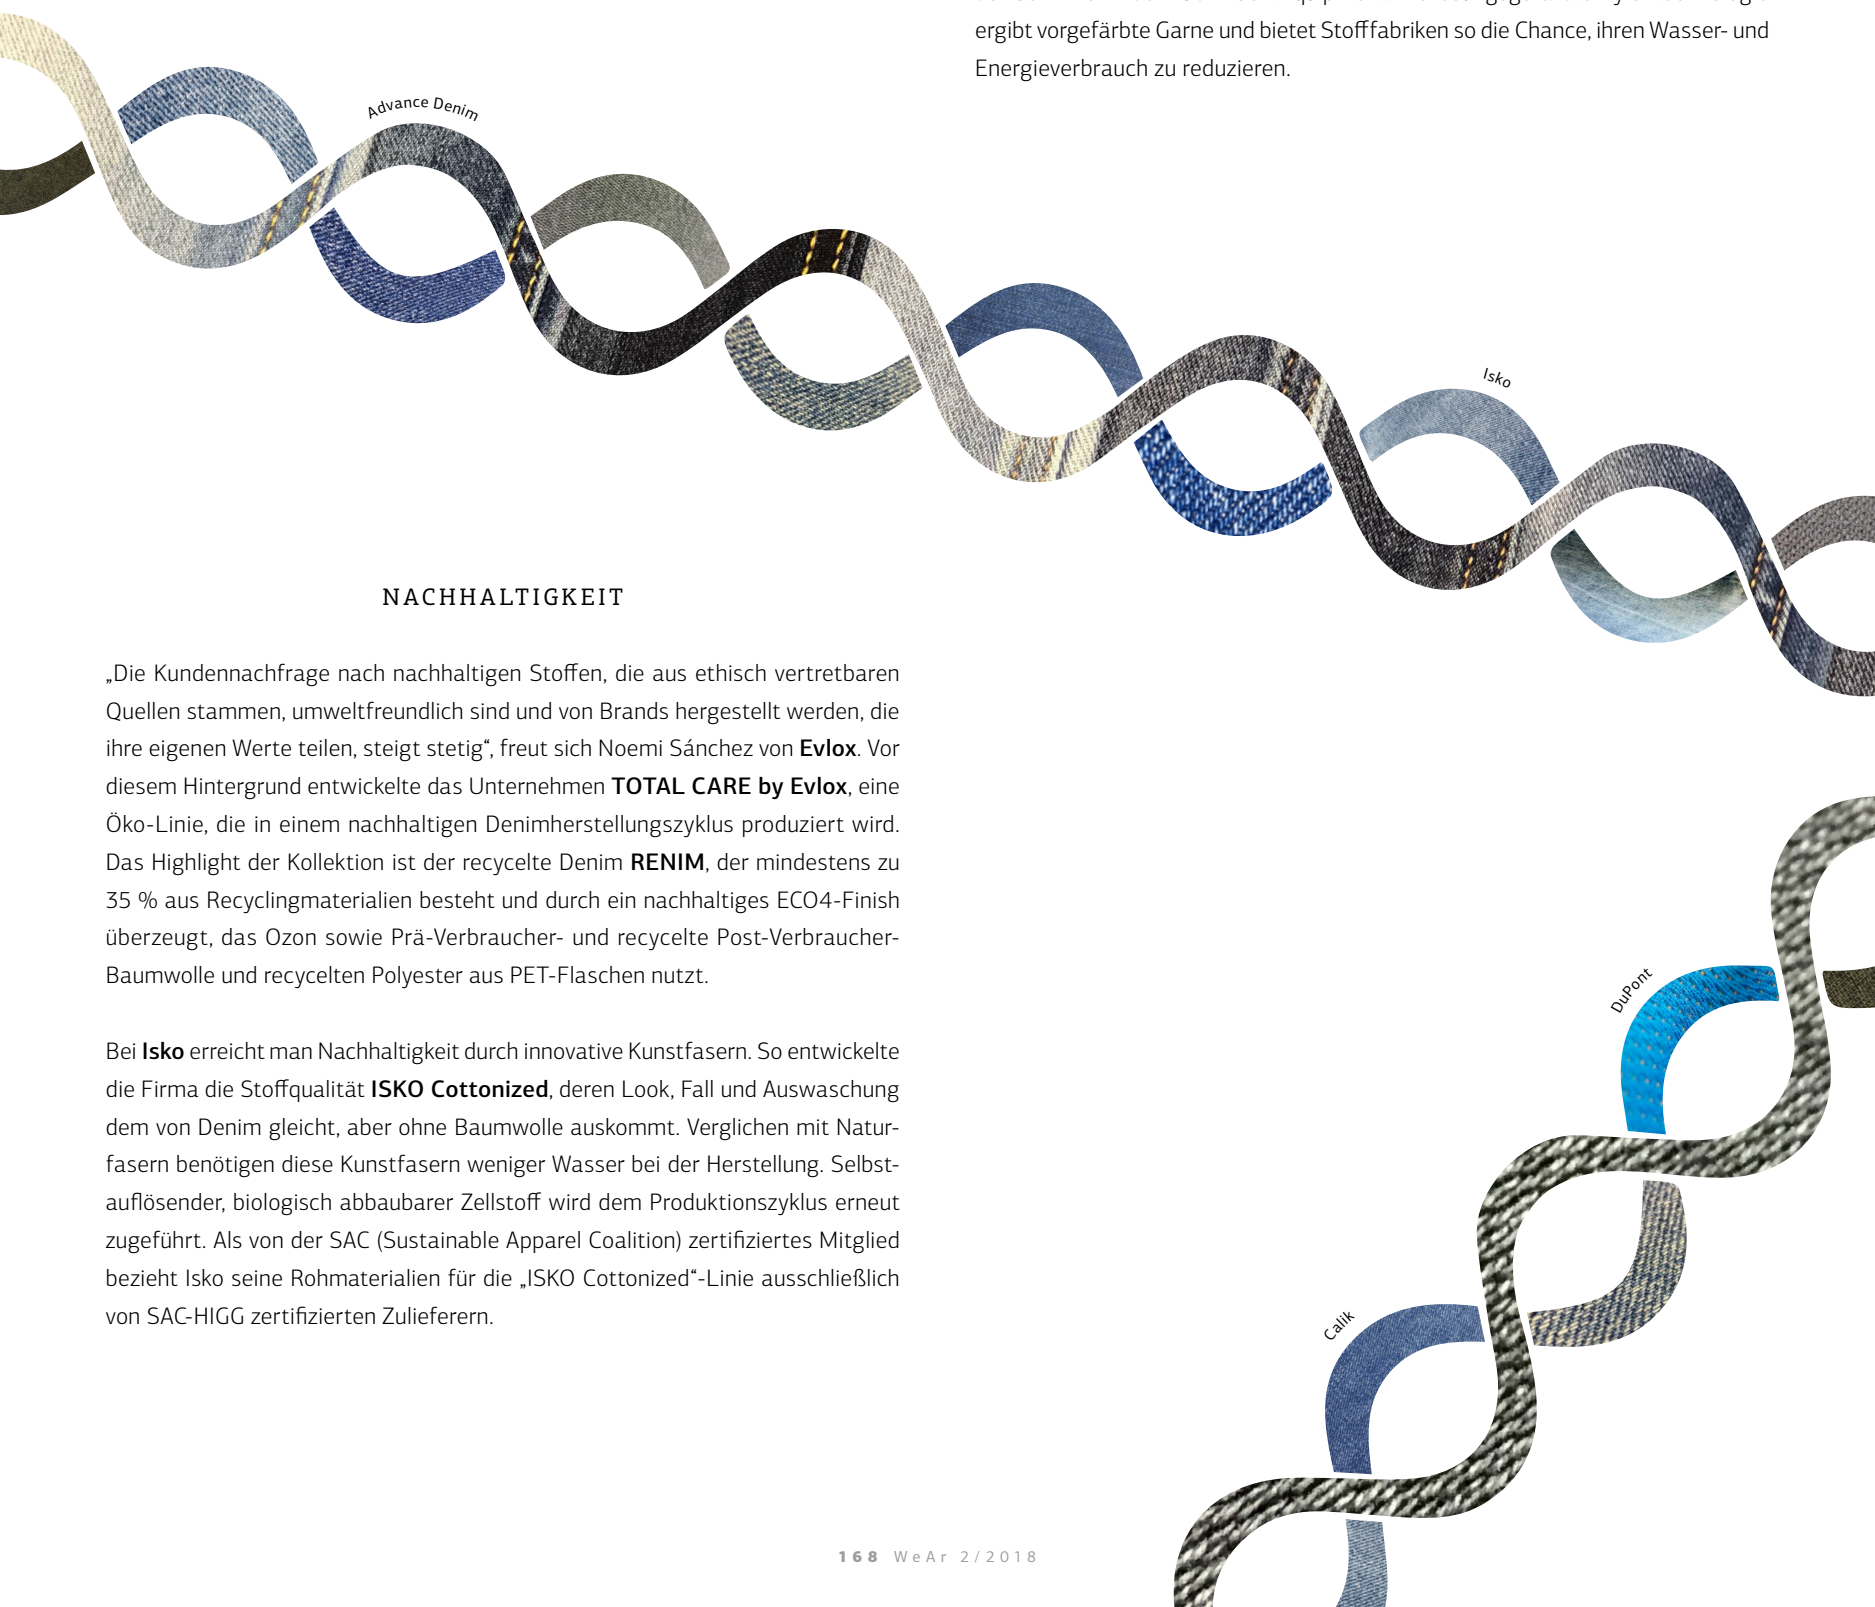 ergibt vorgefärbte Garne und bietet Stofffabriken so die Chance, ihren Wasser- und
Energieverbrauch zu reduzieren.
Advance Denim
Isko
NACHHALTIGKEIT
„Die Kundennachfrage nach nachhaltigen Stoffen, die aus ethisch vertretbaren
Quellen stammen, umweltfreundlich sind und von Brands hergestellt werden, die
ihre eigenen Werte teilen, steigt stetig“, freut sich Noemi Sánchez von Evlox. Vor
diesem Hintergrund entwickelte das Unternehmen TOTAL CARE by Evlox, eine
Öko-Linie, die in einem nachhaltigen Denimherstellungszyklus produziert wird.
Das Highlight der Kollektion ist der recycelte Denim RENIM, der mindestens zu
35 % aus Recyclingmaterialien besteht und durch ein nachhaltiges ECO4-Finish
überzeugt, das Ozon sowie Prä-Verbraucher- und recycelte Post-Verbraucher-
Baumwolle und recycelten Polyester aus PET-Flaschen nutzt.
Bei Isko erreicht man Nachhaltigkeit durch innovative Kunstfasern. So entwickelte
die Firma die Stoffqualität ISKO Cottonized, deren Look, Fall und Auswaschung
dem von Denim gleicht, aber ohne Baumwolle auskommt. Verglichen mit Natur-
fasern benötigen diese Kunstfasern weniger Wasser bei der Herstellung. Selbst-
auflösender, biologisch abbaubarer Zellstoff wird dem Produktionszyklus erneut
zugeführt. Als von der SAC (Sustainable Apparel Coalition) zertifiziertes Mitglied
bezieht Isko seine Rohmaterialien für die „ISKO Cottonized“-Linie ausschließlich
von SAC-HIGG zertifizierten Zulieferern.
DuPont
Calik
168 WeAr 2/2018